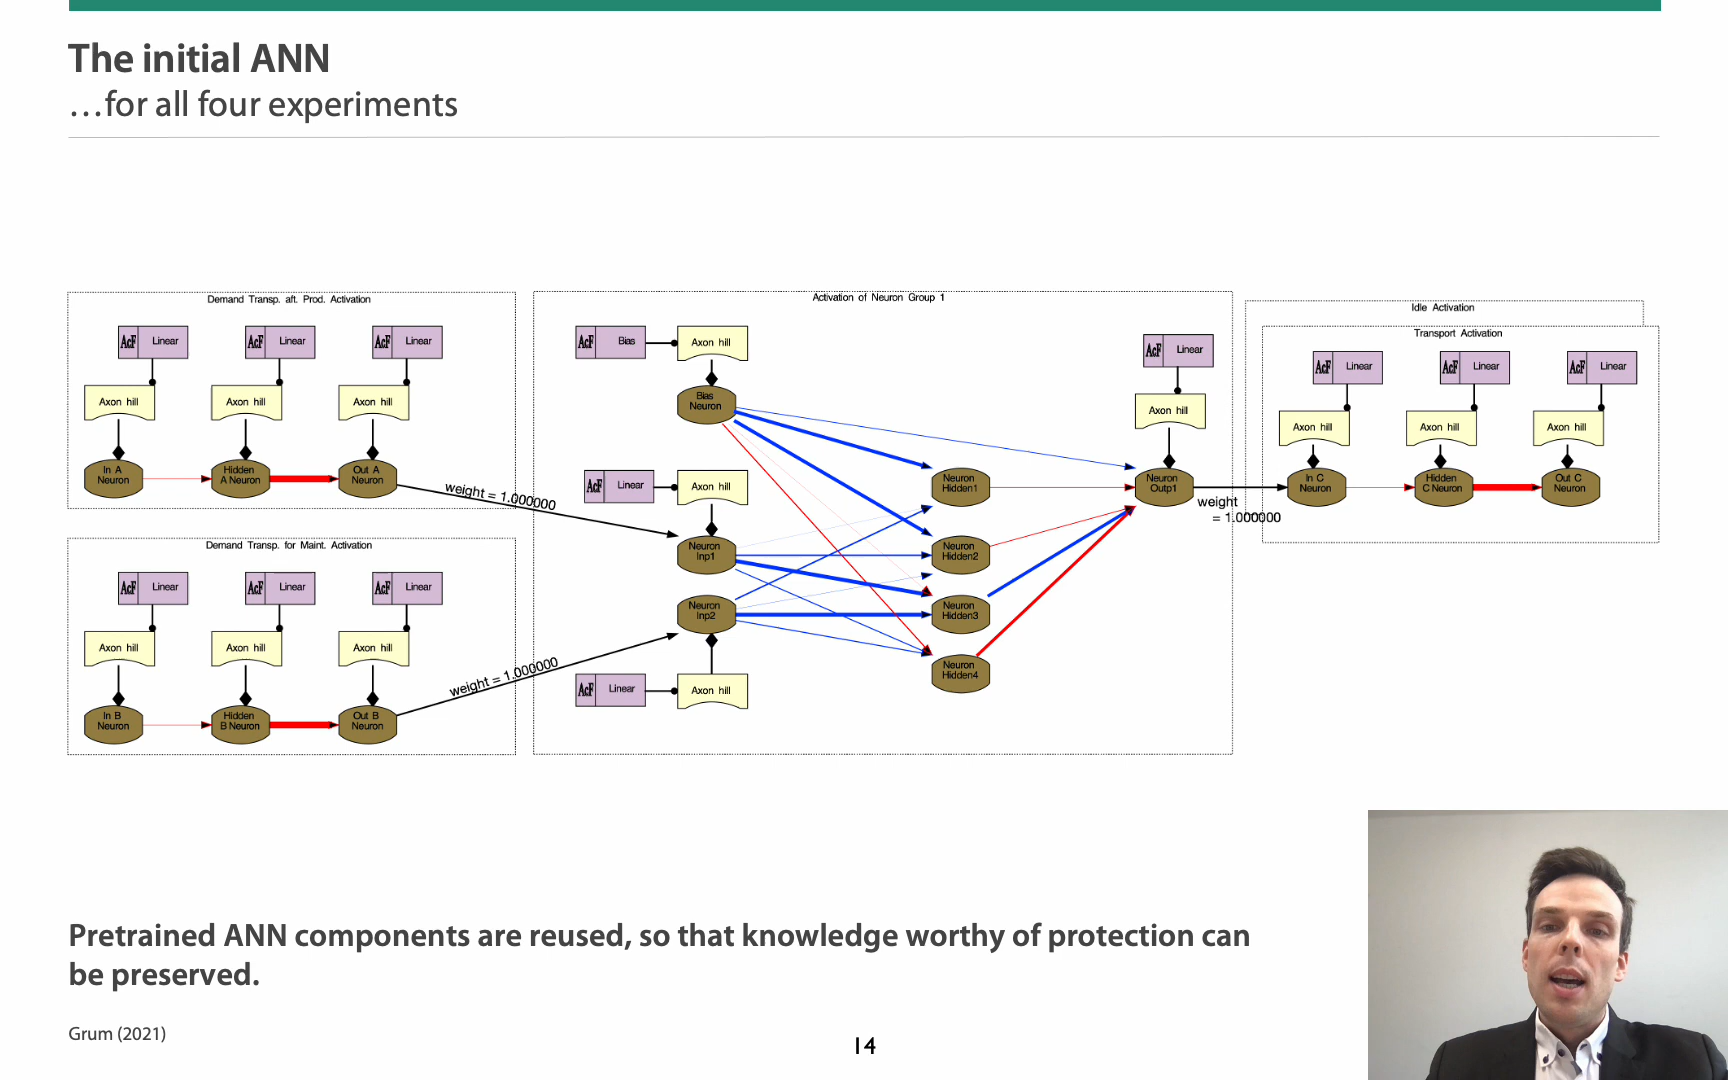 The initial ANN
…for all four experiments
Demand Transp. aft. Prod. Activation
AcF Linear
AcF Linear
AcF Linear
Axon hill
Axon hill
Axon hill
In A
Neuron
Hidden
A Neuron
Out A
Neuron
weight = 1.000000
Demand Transp. for Maint. Activation
AcF Linear
AcF Linear
AcF Linear
Axon hill
Axon hill
Axon hill
In B
Neuron
Hidden
B Neuron
Out B
Neuron
weight = 1.000000
Activation of Neuron Group 1
AcF Bias
Axon hill
Bias
Neuron
AcF Linear
Axon hill
Neuron
Inp1
Neuron
Inp2
AcF Linear
Axon hill
Neuron
Hidden1
Neuron
Hidden2
Neuron
Hidden3
Neuron
Hidden4
AcF Linear
Axon hill
Neuron
Outp1
weight
= 1.000000
Idle Activation
Transport Activation
AcF Linear
AcF Linear
AcF Linear
Axon hill
Axon hill
Axon hill
In C
Neuron
Hidden
C Neuron
Out C
Neuron
Pretrained ANN components are reused, so that knowledge worthy of protection can
be preserved.
Grum (2021)
14